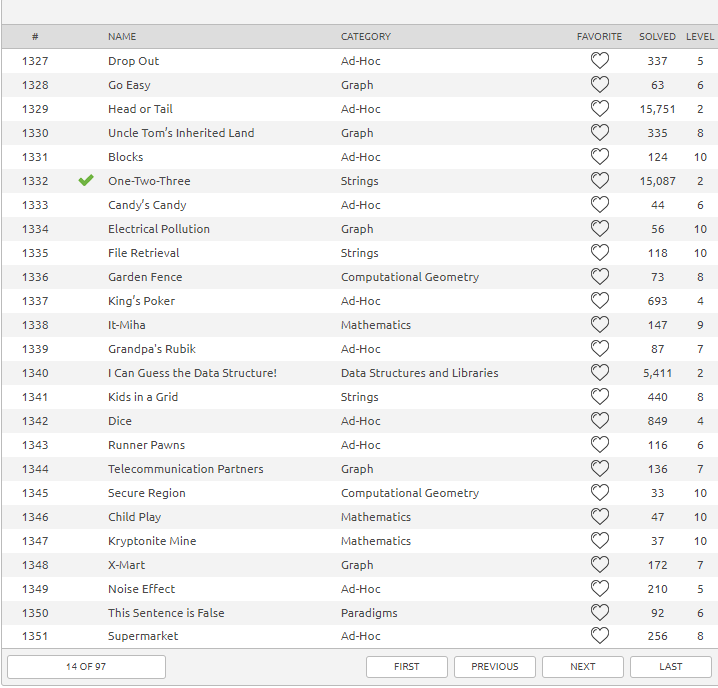 # NAME CATEGORY FAVORITE SOLVED LEVEL
1327 Drop Out Ad-Hoc 337 5
1328 Go Easy Graph 63 6
1329 Head or Tail Ad-Hoc 15,751 2
1330 Uncle Tom's Inherited Land Graph 335 8
1331 Blocks Ad-Hoc 124 10
1332 One-Two-Three Strings 15,087 2
1333 Candy's Candy Ad-Hoc 44 6
1334 Electrical Pollution Graph 56 10
1335 File Retrieval Strings 118 10
1336 Garden Fence Computational Geometry 73 8
1337 King's Poker Ad-Hoc 693 4
1338 It-Miha Mathematics 147 9
1339 Grandpa's Rubik Ad-Hoc 87 7
1340 I Can Guess the Data Structure! Data Structures and Libraries 5,411 2
1341 Kids in a Grid Strings 440 8
1342 Dice Ad-Hoc 849 4
1343 Runner Pawns Ad-Hoc 116 6
1344 Telecommunication Partners Graph 136 7
1345 Secure Region Computational Geometry 33 10
1346 Child Play Mathematics 47 10
1347 Kryptonite Mine Mathematics 37 10
1348 X-Mart Graph 172 7
1349 Noise Effect Ad-Hoc 210 5
1350 This Sentence is False Paradigms 92 6
1351 Supermarket Ad-Hoc 256 8
14 OF 97 FIRST PREVIOUS NEXT LAST